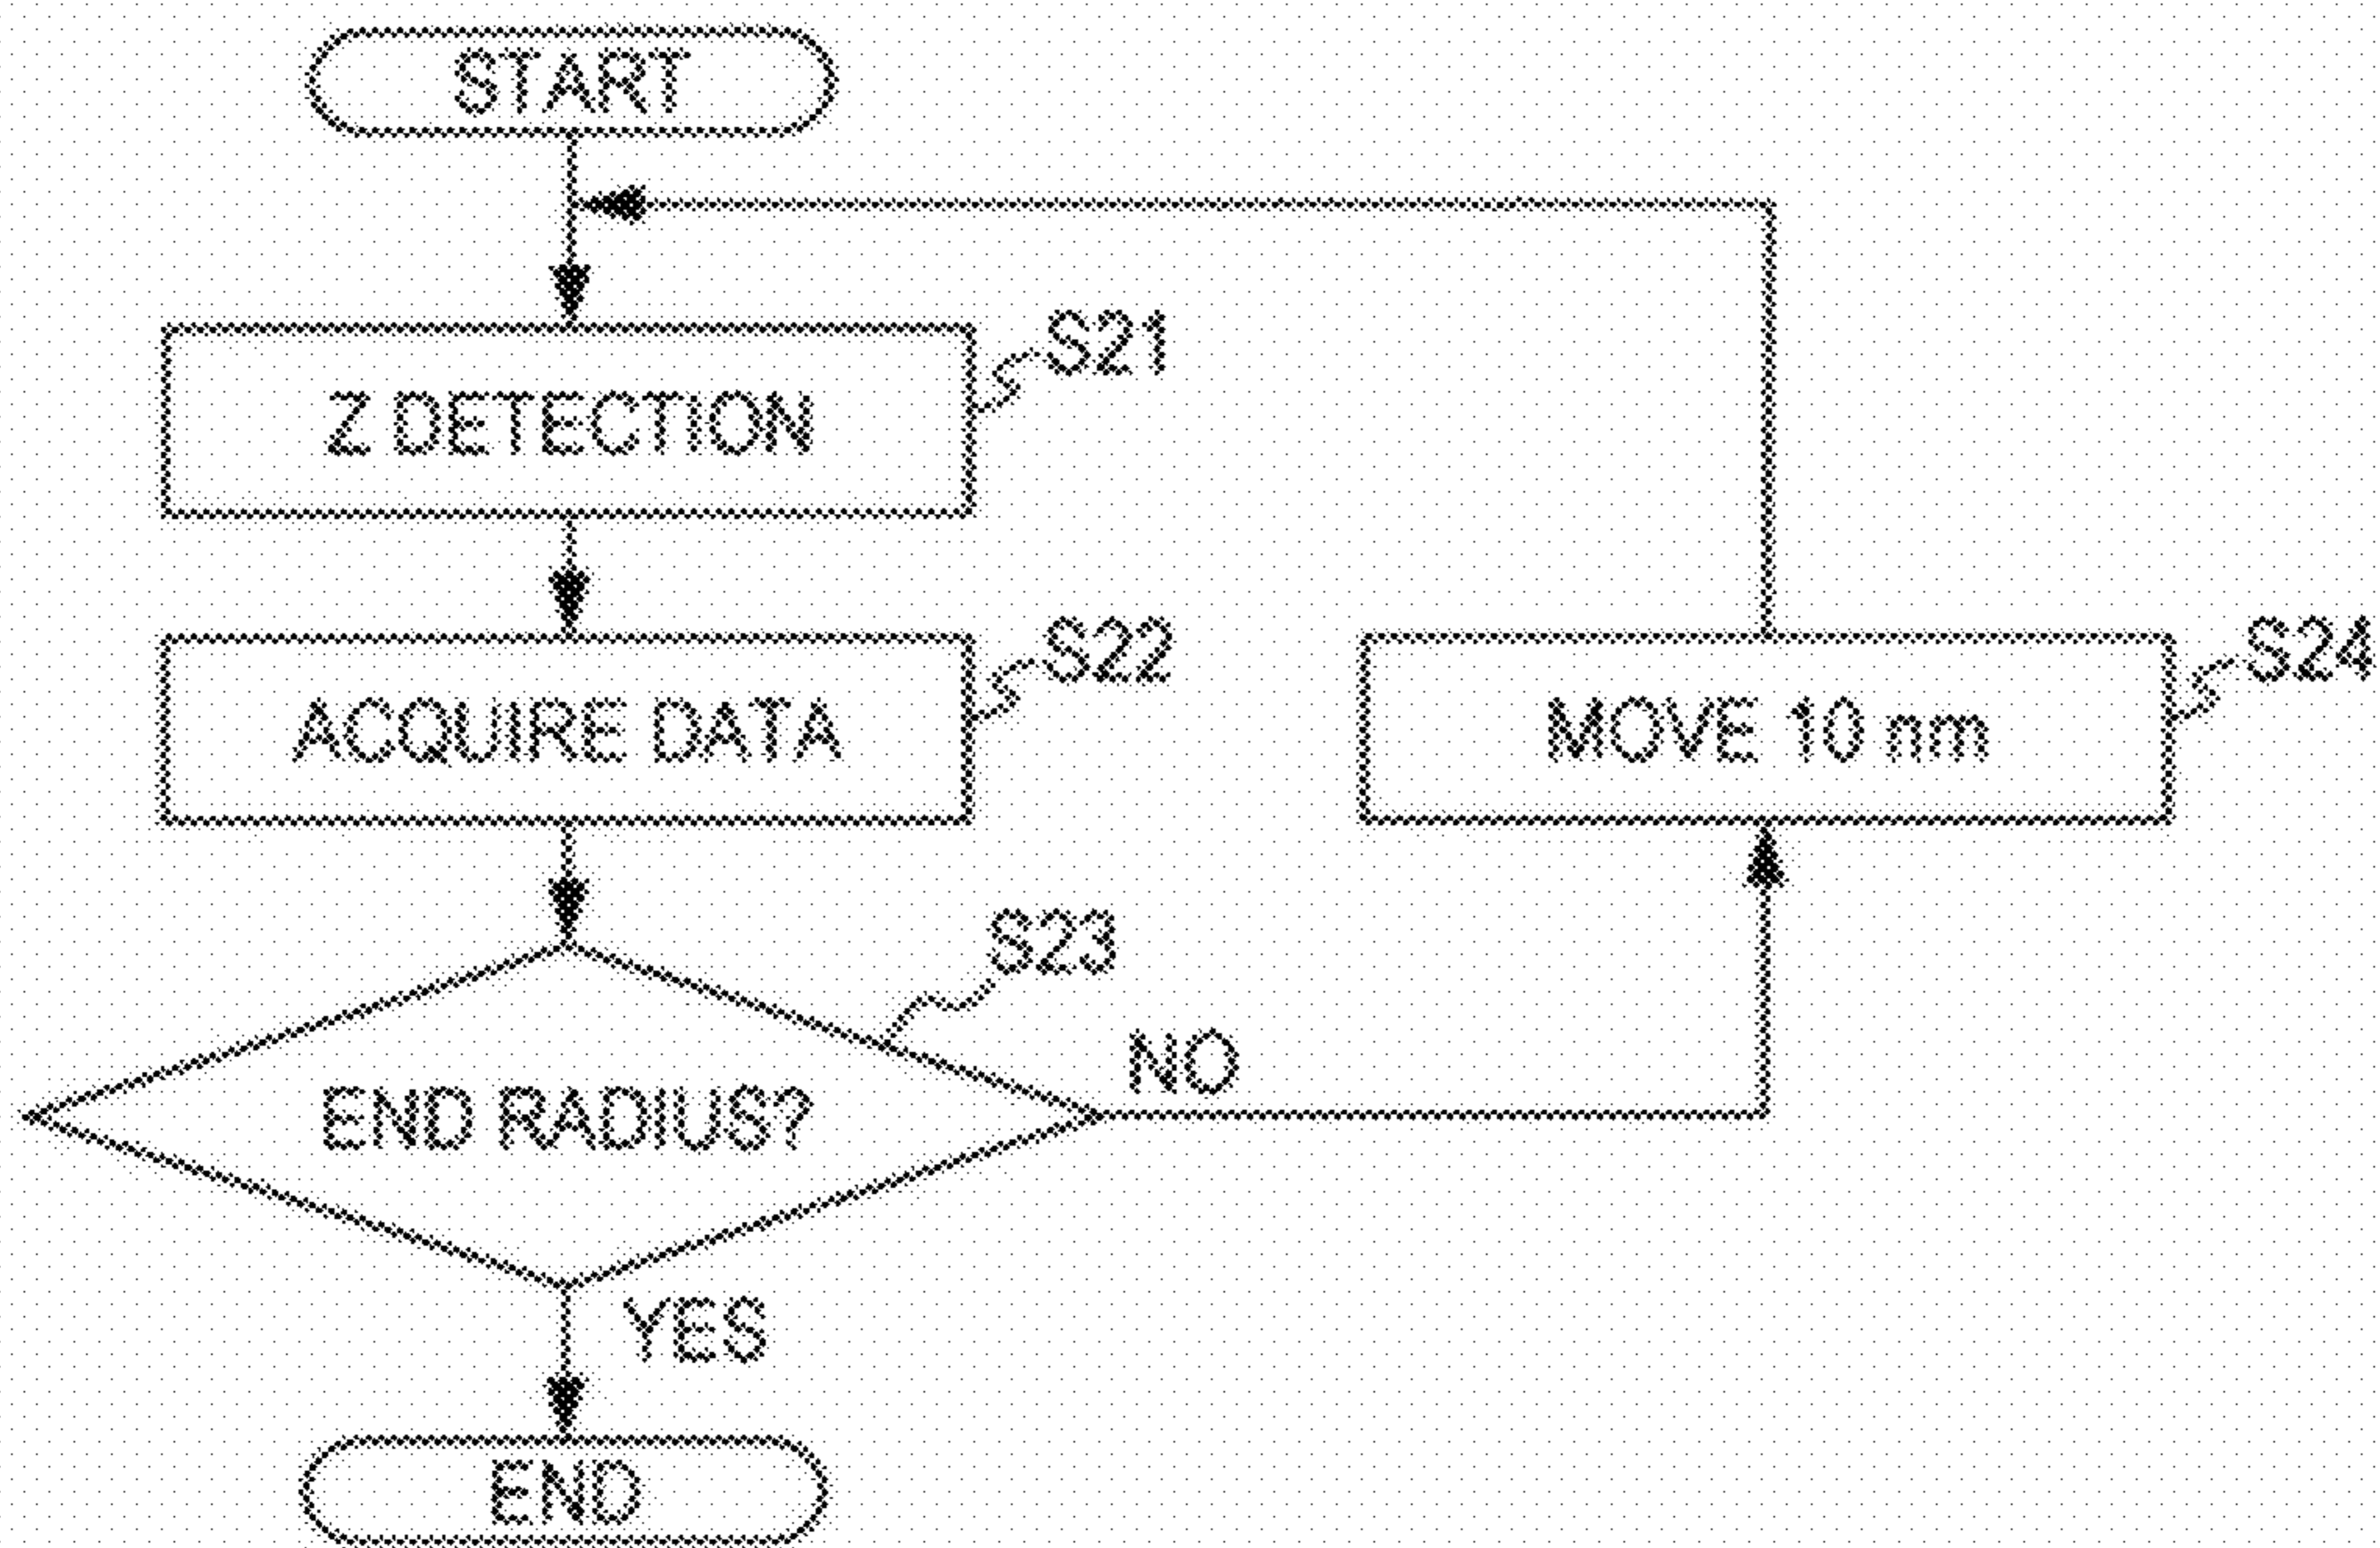 START
Z DETECTION
S21
ACQUIRE DATA
S22
MOVE 10 nm
S24
S23
END RADIUS?
NO
YES
END